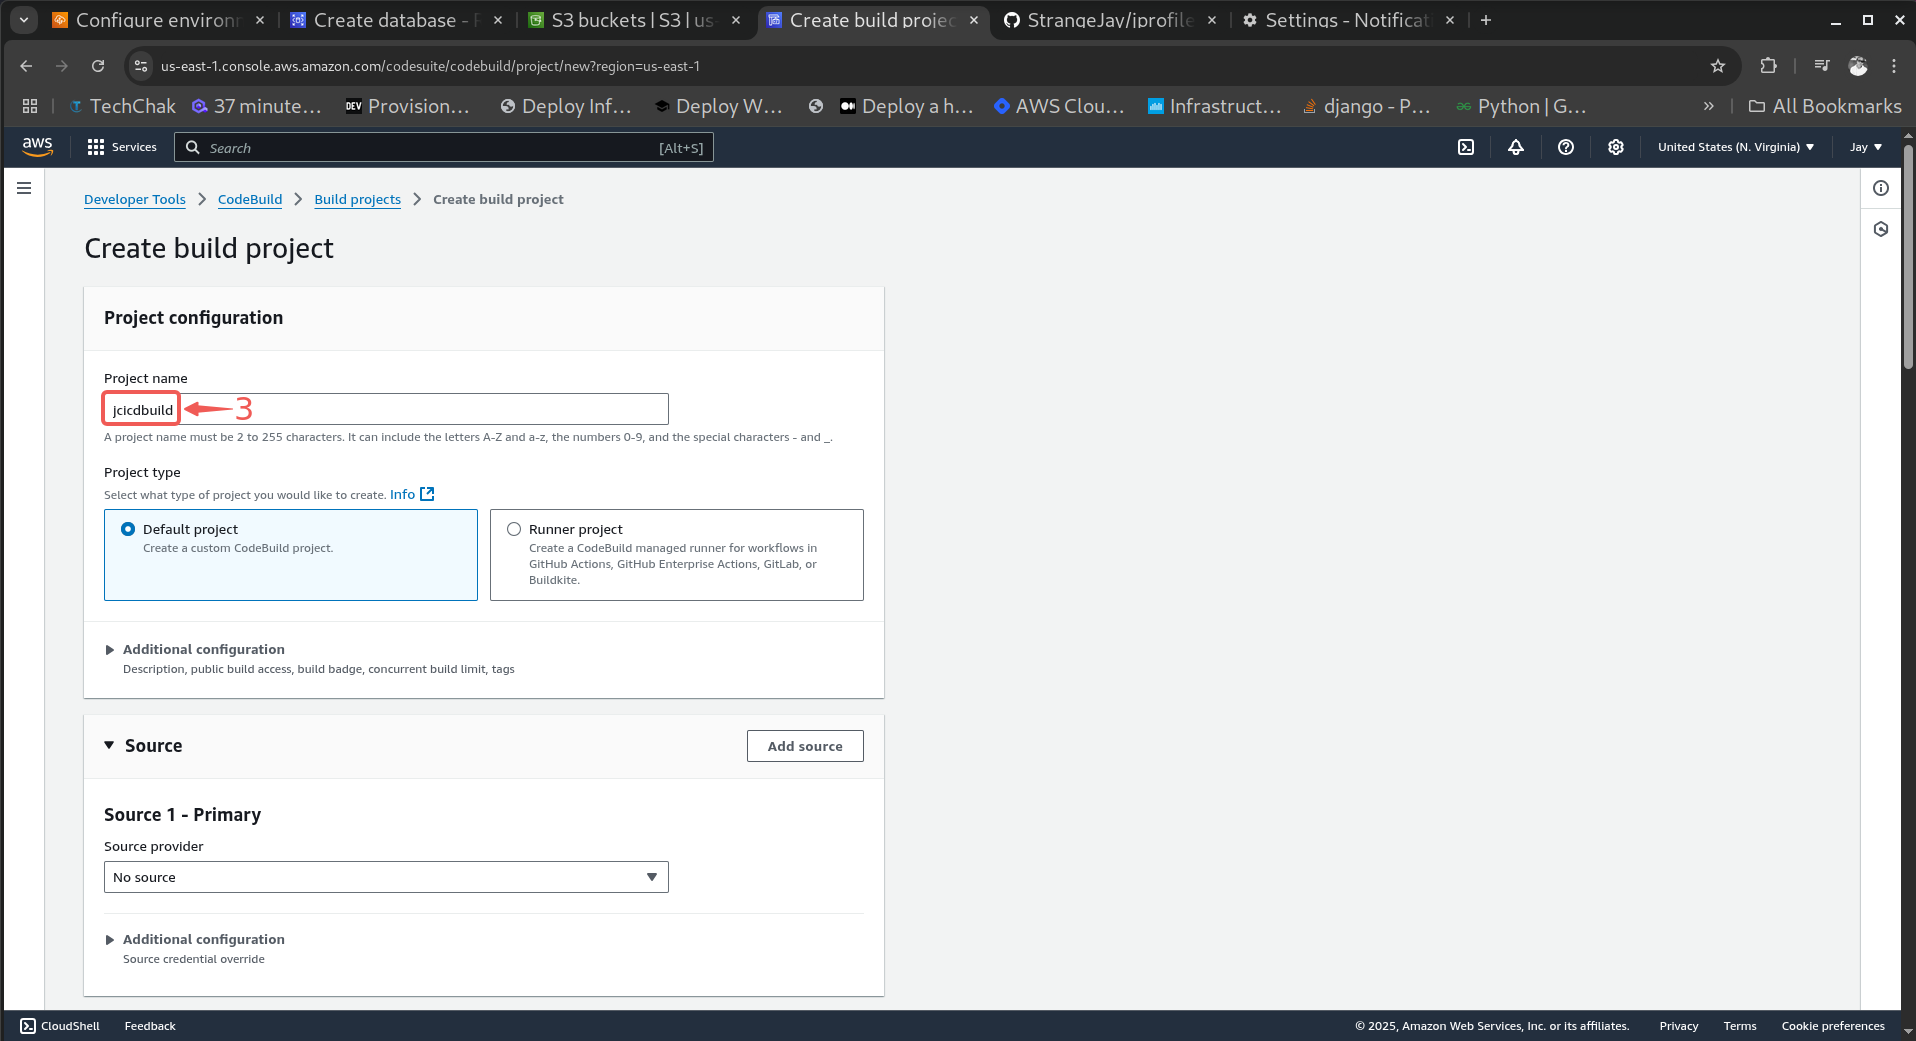 Configure environ
Create database - 
S3 buckets | S3 | us-
Create build projec
StrangeJay/jprofile
Settings - Notificat
us-east-1.console.aws.amazon.com/codesuite/codebuild/project/new?region=us-east-1
TechChak
37 minute...
DEV
Provision...
Deploy Inf...
Deploy W...
Deploy a h...
AWS Clou...
Infrastruct...
django - P...
Python | G...
All Bookmarks
aws
Services
Search
[Alt+S]
United States (N. Virginia)
Jay
Developer Tools > CodeBuild > Build projects > Create build project
Create build project
Project configuration
Project name
jcicdbuild
3
A project name must be 2 to 255 characters. It can include the letters A-Z and a-z, the numbers 0-9, and the special characters - and _.
Project type
Select what type of project you would like to create. Info
Default project
Create a custom CodeBuild project.
Runner project
Create a CodeBuild managed runner for workflows in
GitHub Actions, GitHub Enterprise Actions, GitLab, or
Buildkite.
Additional configuration
Description, public build access, build badge, concurrent build limit, tags
Source
Add source
Source 1 - Primary
Source provider
No source
Additional configuration
Source credential override
CloudShell
Feedback
© 2025, Amazon Web Services, Inc. or its affiliates.
Privacy
Terms
Cookie preferences